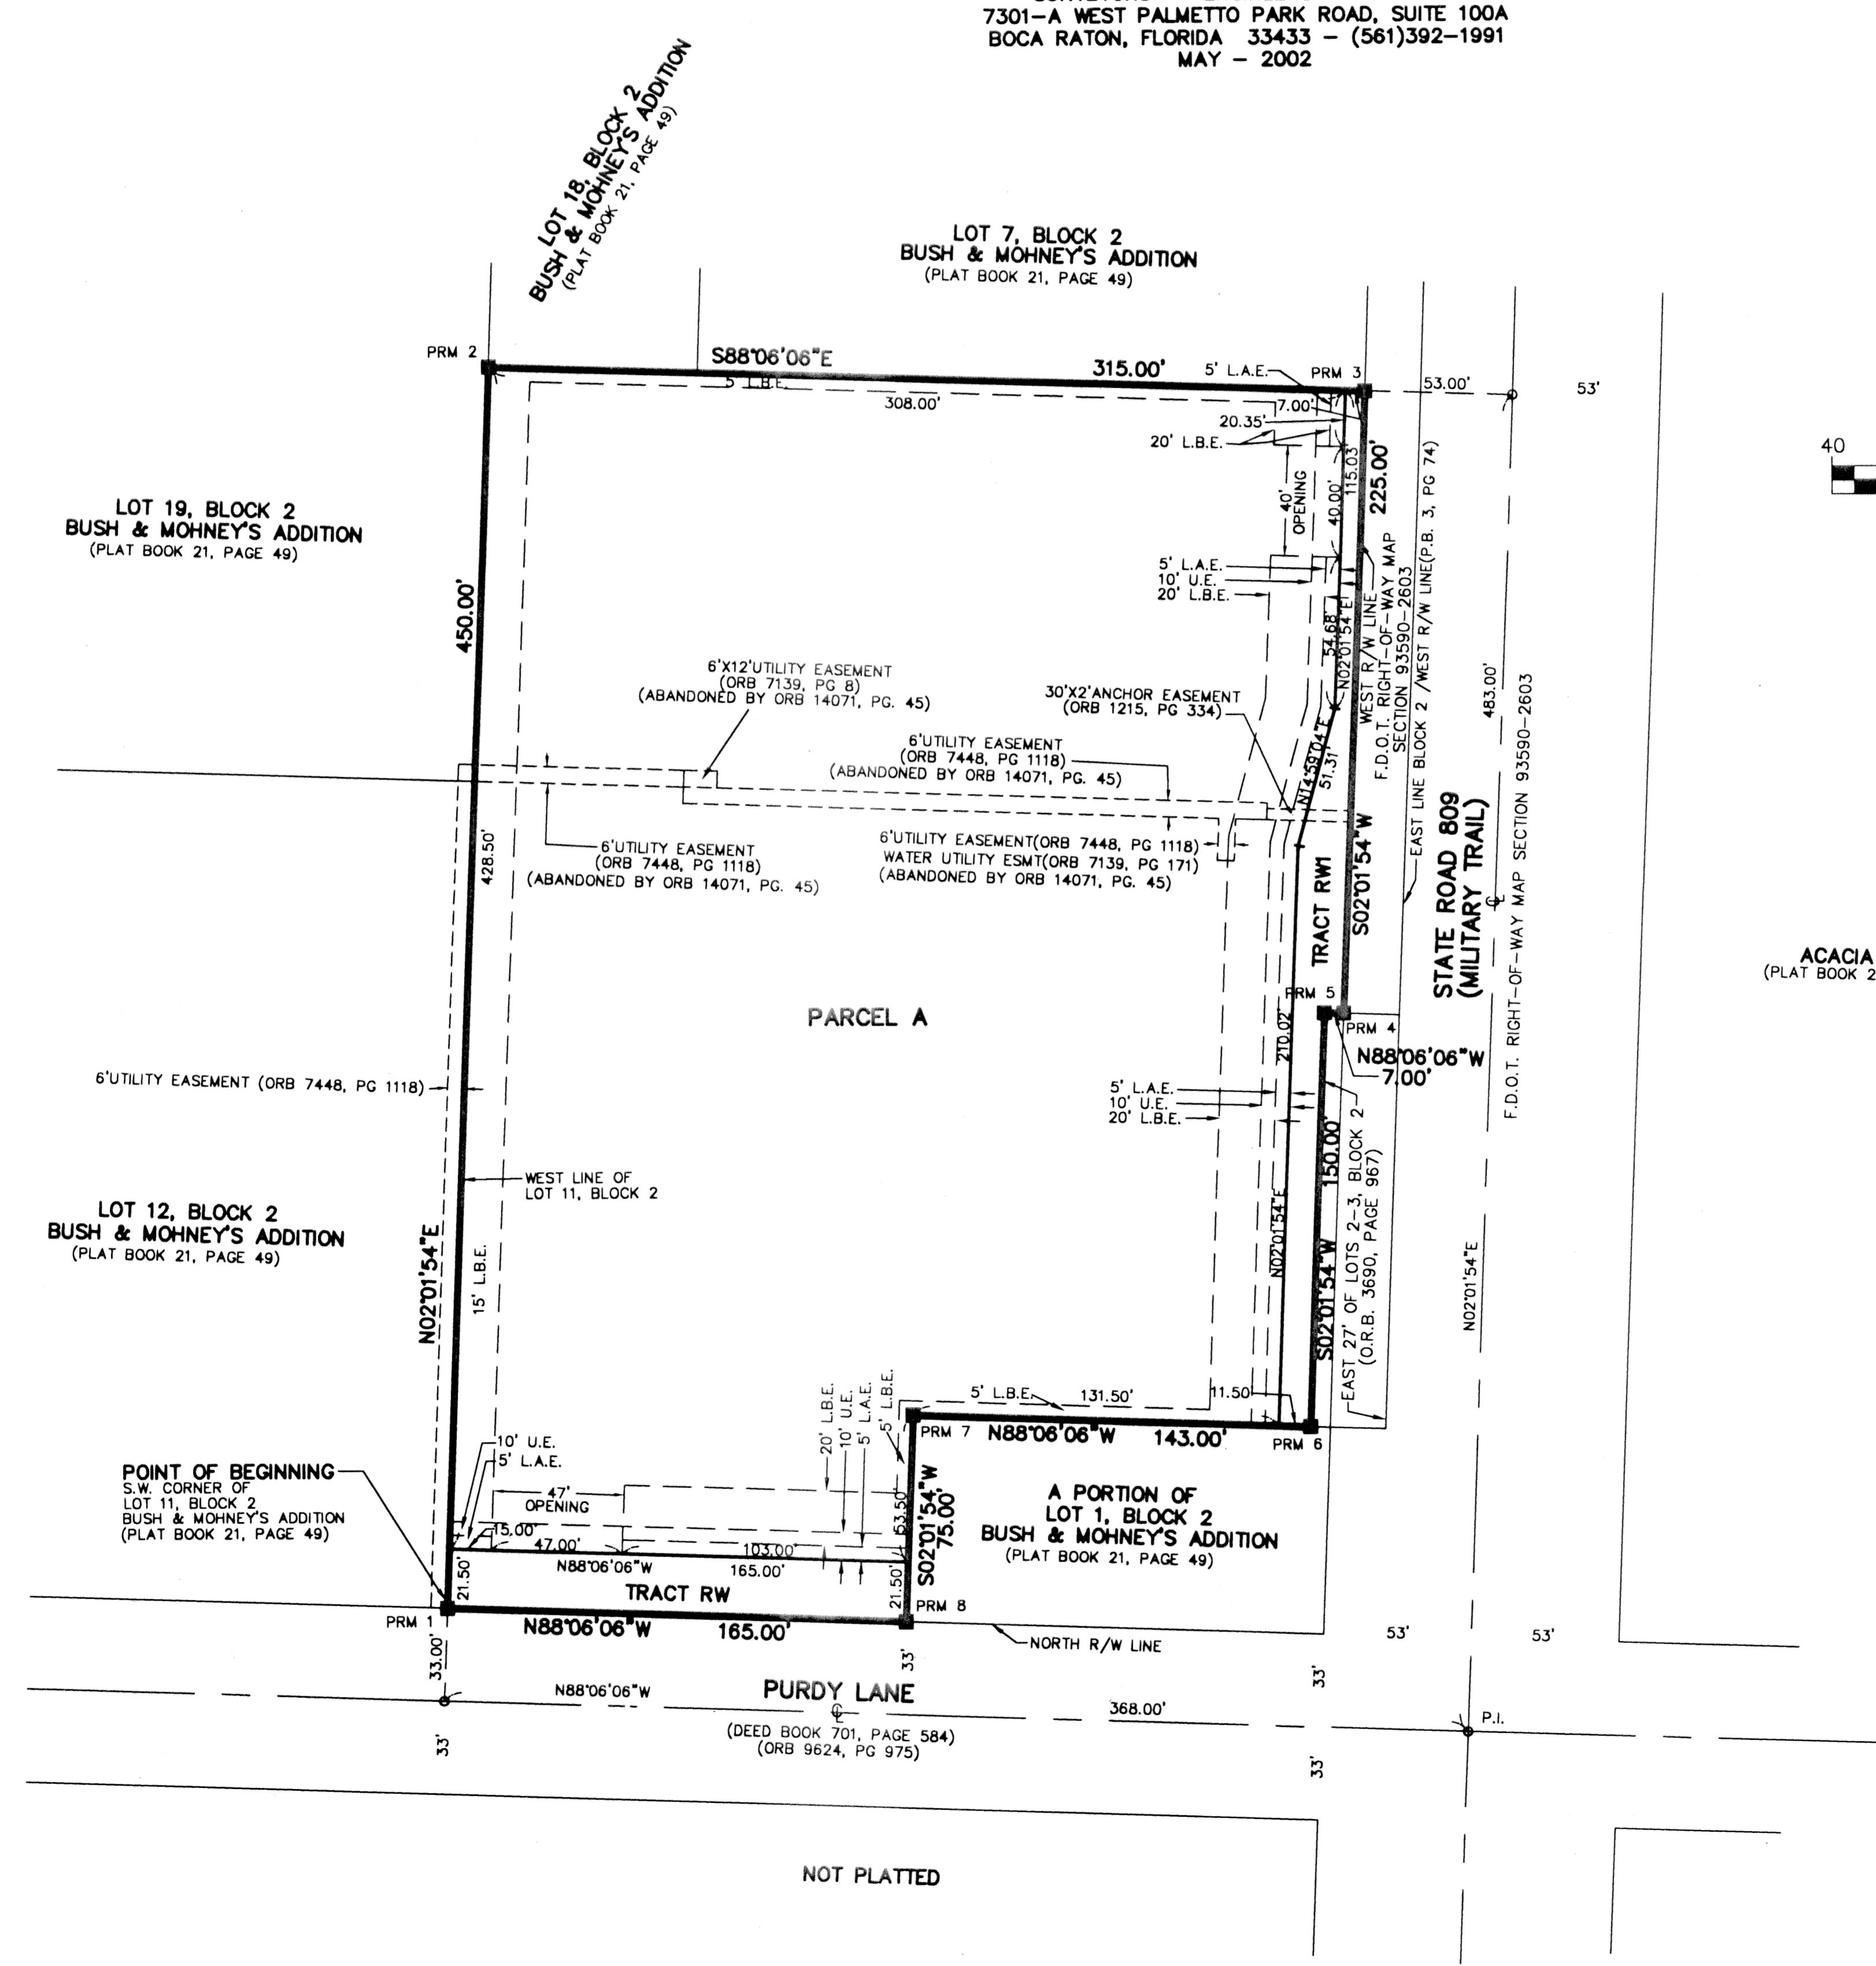 7301-A WEST PALMETTO PARK ROAD, SUITE 100A
BOCA RATON, FLORIDA 33433 - (561)392-1991
MAY - 2002
LOT 18, BLOCK 2
BUSH & MOHNEY'S ADDITION
(PLAT BOOK 21, PAGE 49)
LOT 7, BLOCK 2
BUSH & MOHNEY'S ADDITION
(PLAT BOOK 21, PAGE 49)
PRM 2
S88°06'06"E
315.00'
5' L.A.E.
PRM 3
53.00'
53'
5' L.B.E.
308.00'
7.00'
20.35'
20' L.B.E.
40'
OPENING
40.00'
115.03'
225.00'
40
LOT 19, BLOCK 2
BUSH & MOHNEY'S ADDITION
(PLAT BOOK 21, PAGE 49)
450.00'
5' L.A.E.
10' U.E.
20' L.B.E.
54.68'
N02°01'54"E
WEST R/W LINE
F.D.O.T. RIGHT-OF-WAY MAP
SECTION 93590-2603
EAST LINE BLOCK 2 /WEST R/W LINE(P.B. 3, PG 74)
483.00'
F.D.O.T. RIGHT-OF-WAY MAP SECTION 93590-2603
6'X12'UTILITY EASEMENT
(ORB 7139, PG 8)
(ABANDONED BY ORB 14071, PG. 45)
30'X2'ANCHOR EASEMENT
(ORB 1215, PG 334)
6'UTILITY EASEMENT
(ORB 7448, PG 1118)
(ABANDONED BY ORB 14071, PG. 45)
N14°59'04"E
51.31'
428.50'
6'UTILITY EASEMENT
(ORB 7448, PG 1118)
(ABANDONED BY ORB 14071, PG. 45)
6'UTILITY EASEMENT(ORB 7448, PG 1118)
WATER UTILITY ESMT(ORB 7139, PG 171)
(ABANDONED BY ORB 14071, PG. 45)
TRACT RW1
S02°01'54"W
STATE ROAD 809
(MILITARY TRAIL)
ACACIA
(PLAT BOOK 2
PARCEL A
PRM 5
PRM 4
N88°06'06"W
7.00'
210.02'
6'UTILITY EASEMENT (ORB 7448, PG 1118)
5' L.A.E.
10' U.E.
20' L.B.E.
150.00'
S02°01'54"W
N02°01'54"E
EAST 27' OF LOTS 2-3, BLOCK 2
(O.R.B. 3690, PAGE 967)
N02°01'54"E
WEST LINE OF
LOT 11, BLOCK 2
LOT 12, BLOCK 2
BUSH & MOHNEY'S ADDITION
(PLAT BOOK 21, PAGE 49)
N02°01'54"E
15' L.B.E.
20' L.B.E.
10' U.E.
5' L.A.E.
5' L.B.E.
5' L.B.E.
131.50'
11.50'
PRM 7
N88°06'06"W
143.00'
PRM 6
POINT OF BEGINNING
S.W. CORNER OF
LOT 11, BLOCK 2
BUSH & MOHNEY'S ADDITION
(PLAT BOOK 21, PAGE 49)
10' U.E.
5' L.A.E.
47'
OPENING
15.00'
47.00'
103.00'
N88°06'06"W
165.00'
53.50'
S02°01'54"W
75.00'
A PORTION OF
LOT 1, BLOCK 2
BUSH & MOHNEY'S ADDITION
(PLAT BOOK 21, PAGE 49)
21.50'
TRACT RW
21.50'
PRM 8
PRM 1
N88°06'06"W
165.00'
NORTH R/W LINE
53'
53'
33.00'
33'
33'
N88°06'06"W
PURDY LANE
368.00'
P.I.
(DEED BOOK 701, PAGE 584)
(ORB 9624, PG 975)
33'
33'
NOT PLATTED